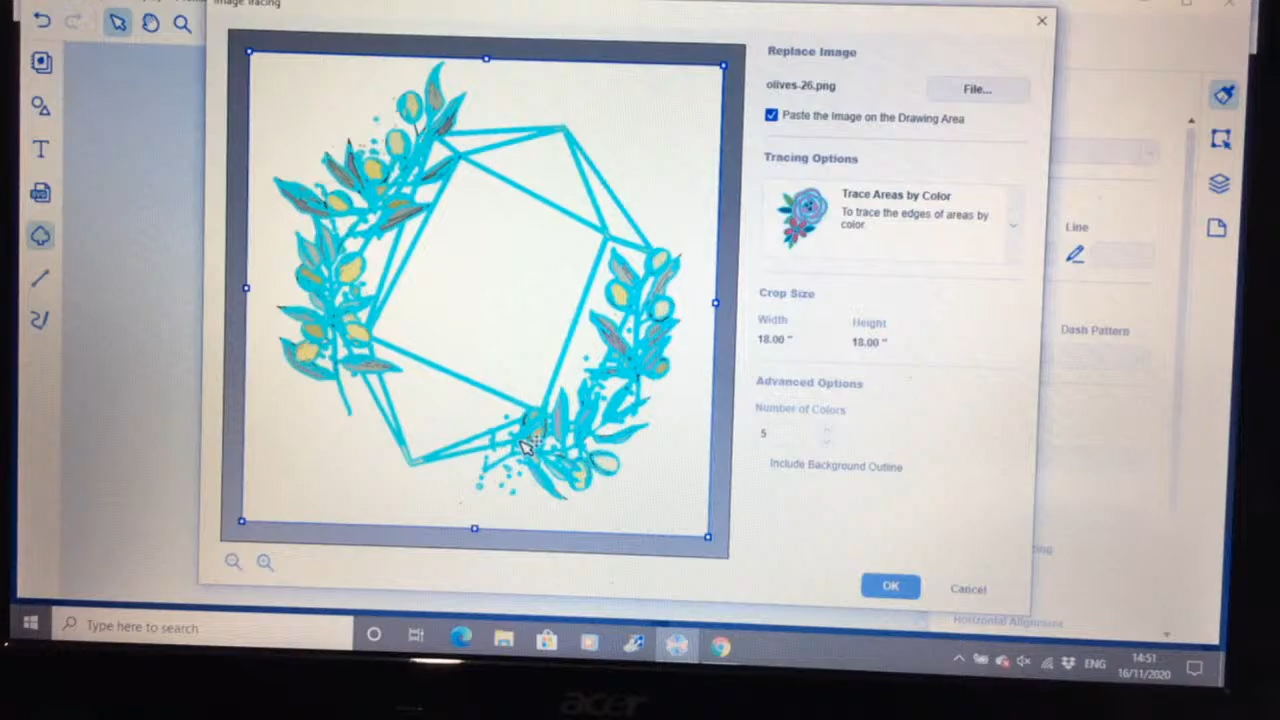 Image Tracing
Replace Image
olives-26.png
File...
Paste the Image on the Drawing Area
Tracing Options
Trace Areas by Color
To trace the edges of areas by
color
Line
Crop Size
Width
Height
18.00 "
18.00 "
Dash Pattern
Advanced Options
Number of Colors
5
Include Background Outline
OK
Cancel
Horizontal Alignment
Type here to search
ENG
14:51
16/11/2020
acer
T